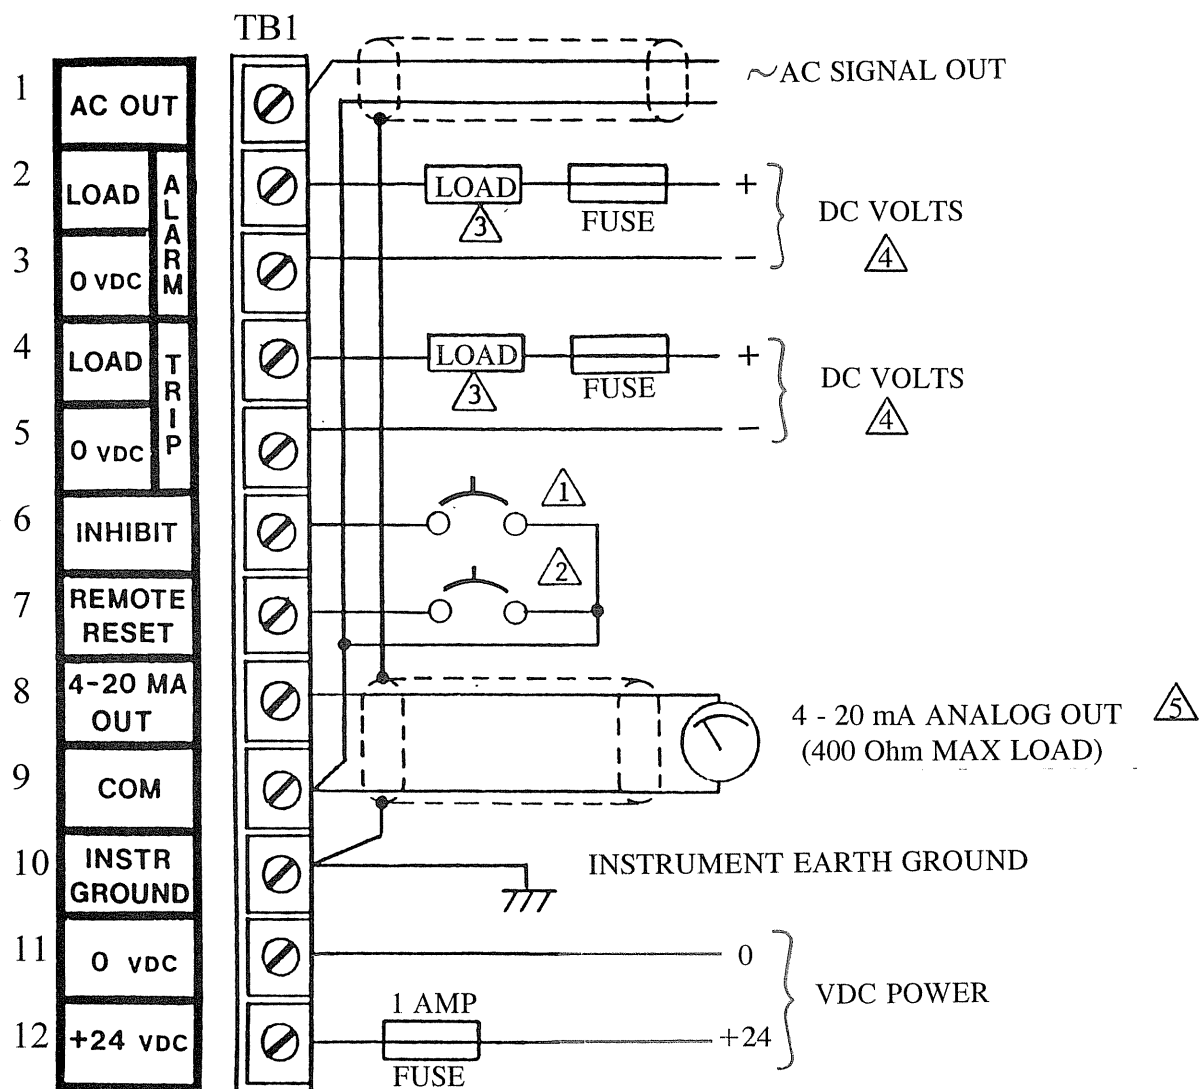 TB1
1
AC OUT
~AC SIGNAL OUT
2
LOAD
ALARM
LOAD
3
FUSE
+
DC VOLTS
4
3
0 VDC
−
4
LOAD
TRIP
LOAD
3
FUSE
+
DC VOLTS
4
5
0 VDC
−
6
INHIBIT
1
7
REMOTE
RESET
2
8
4-20 MA
OUT
4 - 20 mA ANALOG OUT
(400 Ohm MAX LOAD)
5
9
COM
10
INSTR
GROUND
INSTRUMENT EARTH GROUND
11
0 VDC
0
VDC POWER
12
+24 VDC
1 AMP
FUSE
+24